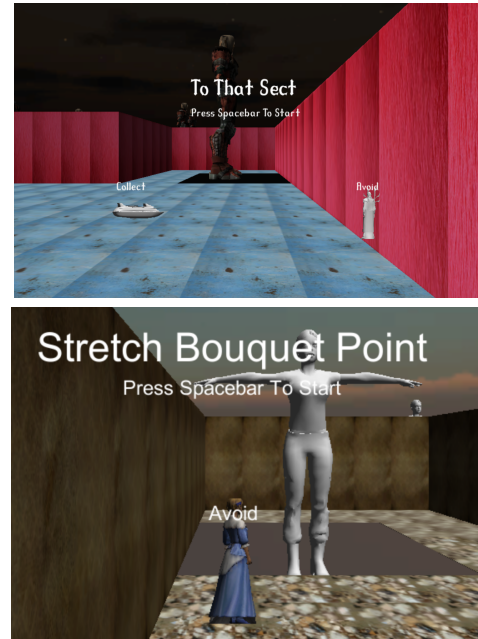 To That Sect
Press Spacebar To Start
Collect
Avoid
Stretch Bouquet Point
Press Spacebar To Start
Avoid